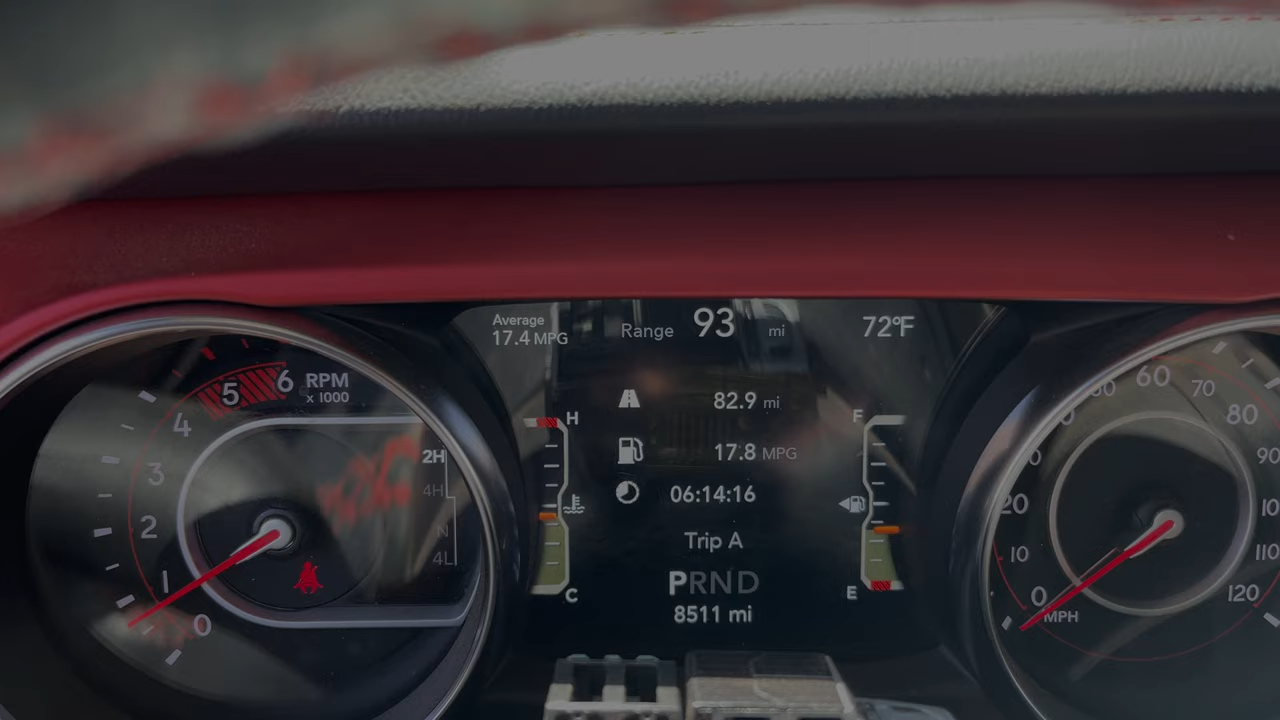 Average
17.4 MPG
Range 93 mi
72°F
82.9 mi
17.8 MPG
06:14:16
Trip A
PRND
8511 mi
H
C
F
E
RPM
x 1000
6
5
4
3
2
1
0
2H
4H
N
4L
0
10
20
60
70
80
90
110
120
MPH